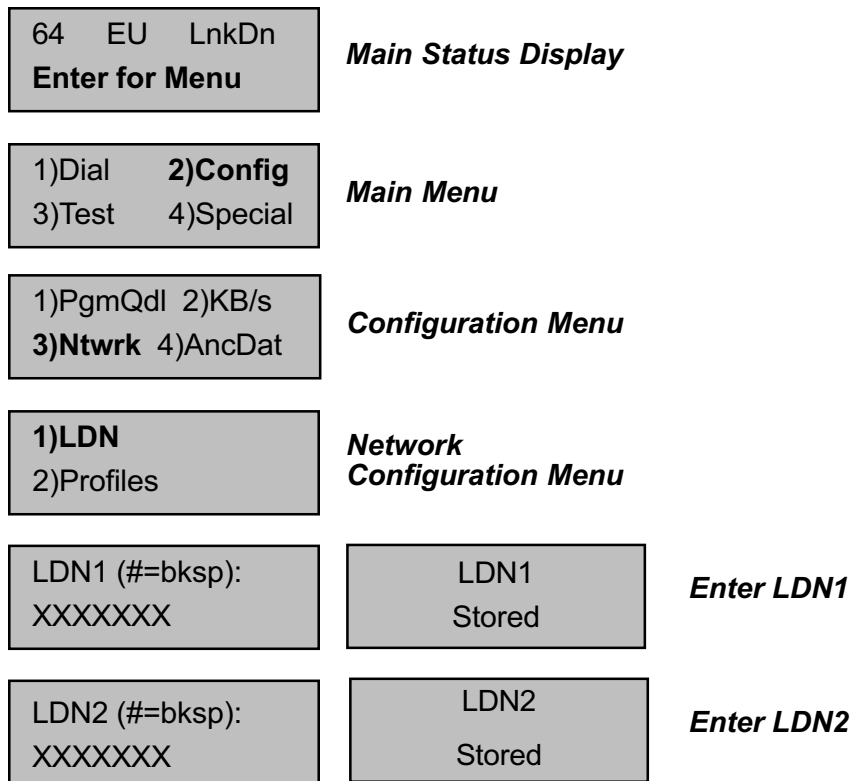 64 EU LnkDn
Enter for Menu
Main Status Display
1)Dial 2)Config
3)Test 4)Special
Main Menu
1)PgmQdl 2)KB/s
3)Ntwrk 4)AncDat
Configuration Menu
1)LDN
2)Profiles
Network
Configuration Menu
LDN1 (#=bksp):
XXXXXXX
LDN1
Stored
Enter LDN1
LDN2 (#=bksp):
XXXXXXX
LDN2
Stored
Enter LDN2